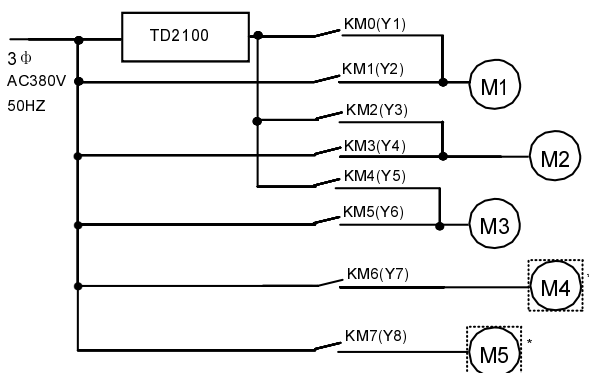 TD2100
KM0(Y1)
3φ
AC380V
50HZ
KM1(Y2)
M1
KM2(Y3)
KM3(Y4)
M2
KM4(Y5)
KM5(Y6)
M3
KM6(Y7)
M4
*
KM7(Y8)
M5
*